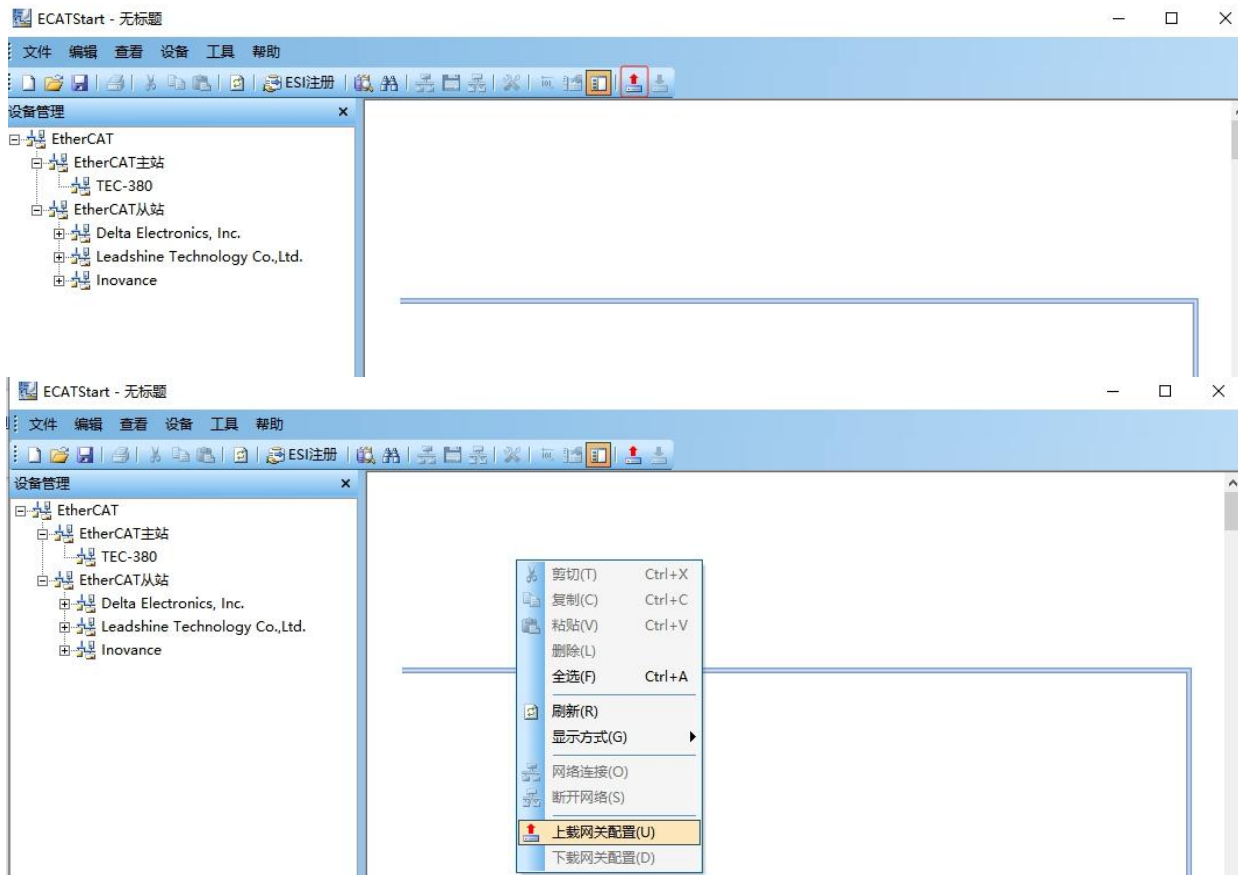 ECATStart - 无标题
文件 编辑 查看 设备 工具 帮助
ESI注册
设备管理
EtherCAT
EtherCAT主站
TEC-380
EtherCAT从站
Delta Electronics, Inc.
Leadshine Technology Co.,Ltd.
Inovance
ECATStart - 无标题
文件 编辑 查看 设备 工具 帮助
ESI注册
设备管理
EtherCAT
EtherCAT主站
TEC-380
EtherCAT从站
Delta Electronics, Inc.
Leadshine Technology Co.,Ltd.
Inovance
剪切(T) Ctrl+X
复制(C) Ctrl+C
粘贴(V) Ctrl+V
删除(L)
全选(F) Ctrl+A
刷新(R)
显示方式(G)
网络连接(O)
断开网络(S)
上载网关配置(U)
下载网关配置(D)